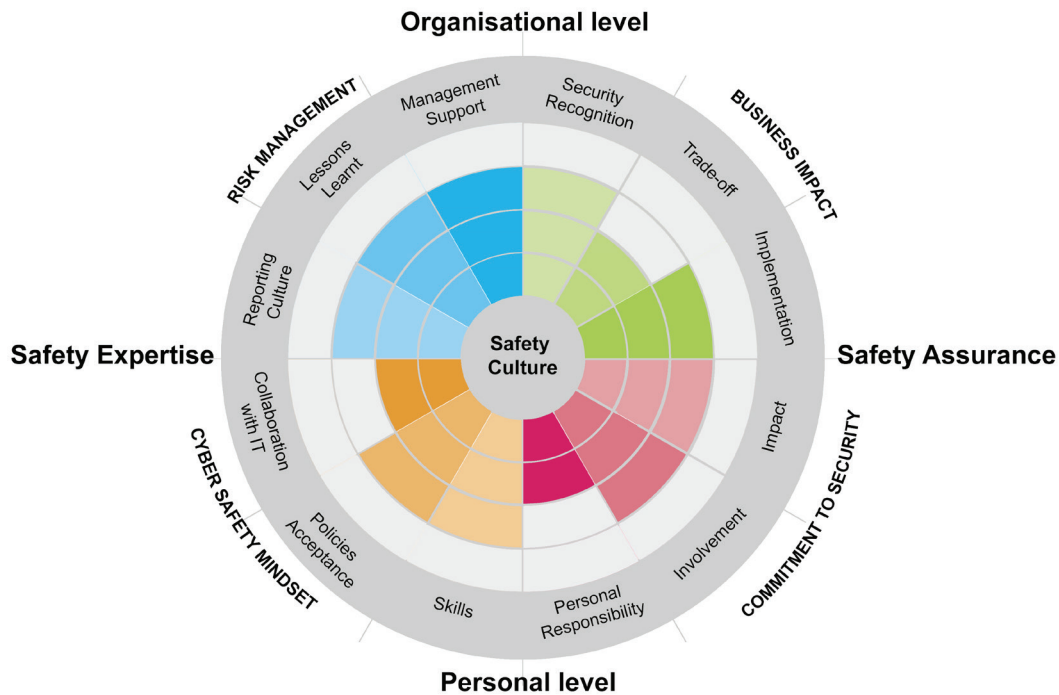 Organisational level
RISK MANAGEMENT
Management
Support
Security
Recognition
BUSINESS IMPACT
Lessons
Learnt
Trade-off
Reporting
Culture
Implementation
Safety Expertise
Safety
Culture
Safety Assurance
Collaboration
with IT
Impact
CYBER SAFETY MINDSET
Policies
Acceptance
Skills
Personal
Responsibility
Involvement
COMMITMENT TO SECURITY
Personal level